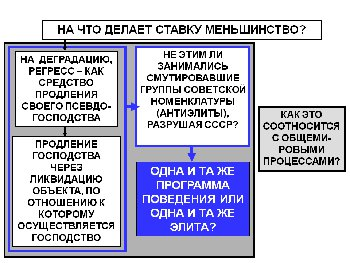 НА ЧТО ДЕЛАЕТ СТАВКУ МЕНЬШИНСТВО?
НА ДЕГРАДАЦИЮ,
РЕГРЕСС – КАК
СРЕДСТВО
ПРОДЛЕНИЯ
СВОЕГО ПСЕВДО-
ГОСПОДСТВА
ПРОДЛЕНИЕ
ГОСПОДСТВА
ЧЕРЕЗ
ЛИКВИДАЦИЮ
ОБЪЕКТА, ПО
ОТНОШЕНИЮ К
КОТОРОМУ
ОСУЩЕСТВЛЯЕТСЯ
ГОСПОДСТВО
НЕ ЭТИМ ЛИ
ЗАНИМАЛИСЬ
СМУТИРОВАВШИЕ
ГРУППЫ СОВЕТСКОЙ
НОМЕНКЛАТУРЫ
(АНТИЭЛИТЫ),
РАЗРУШАЯ СССР?
ОДНА И ТА ЖЕ
ПРОГРАММА
ПОВЕДЕНИЯ ИЛИ
ОДНА И ТА ЖЕ
ЭЛИТА?
КАК ЭТО
СООТНОСИТСЯ
С ОБЩЕМИ-
РОВЫМИ
ПРОЦЕССАМИ?